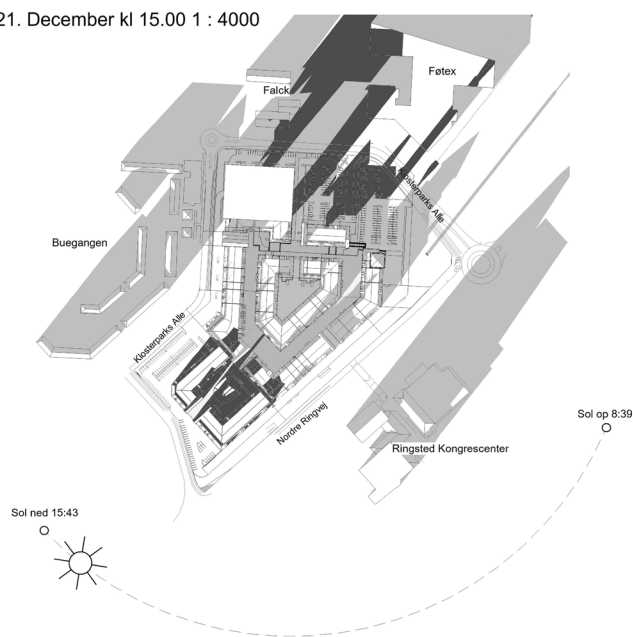 21. December kl 15.00 1 : 4000
Føtex
Falck
Klosterparks Alle
Buegangen
Klosterparks Alle
Nordre Ringvej
Sol op 8:39
Ringsted Kongrescenter
Sol ned 15:43